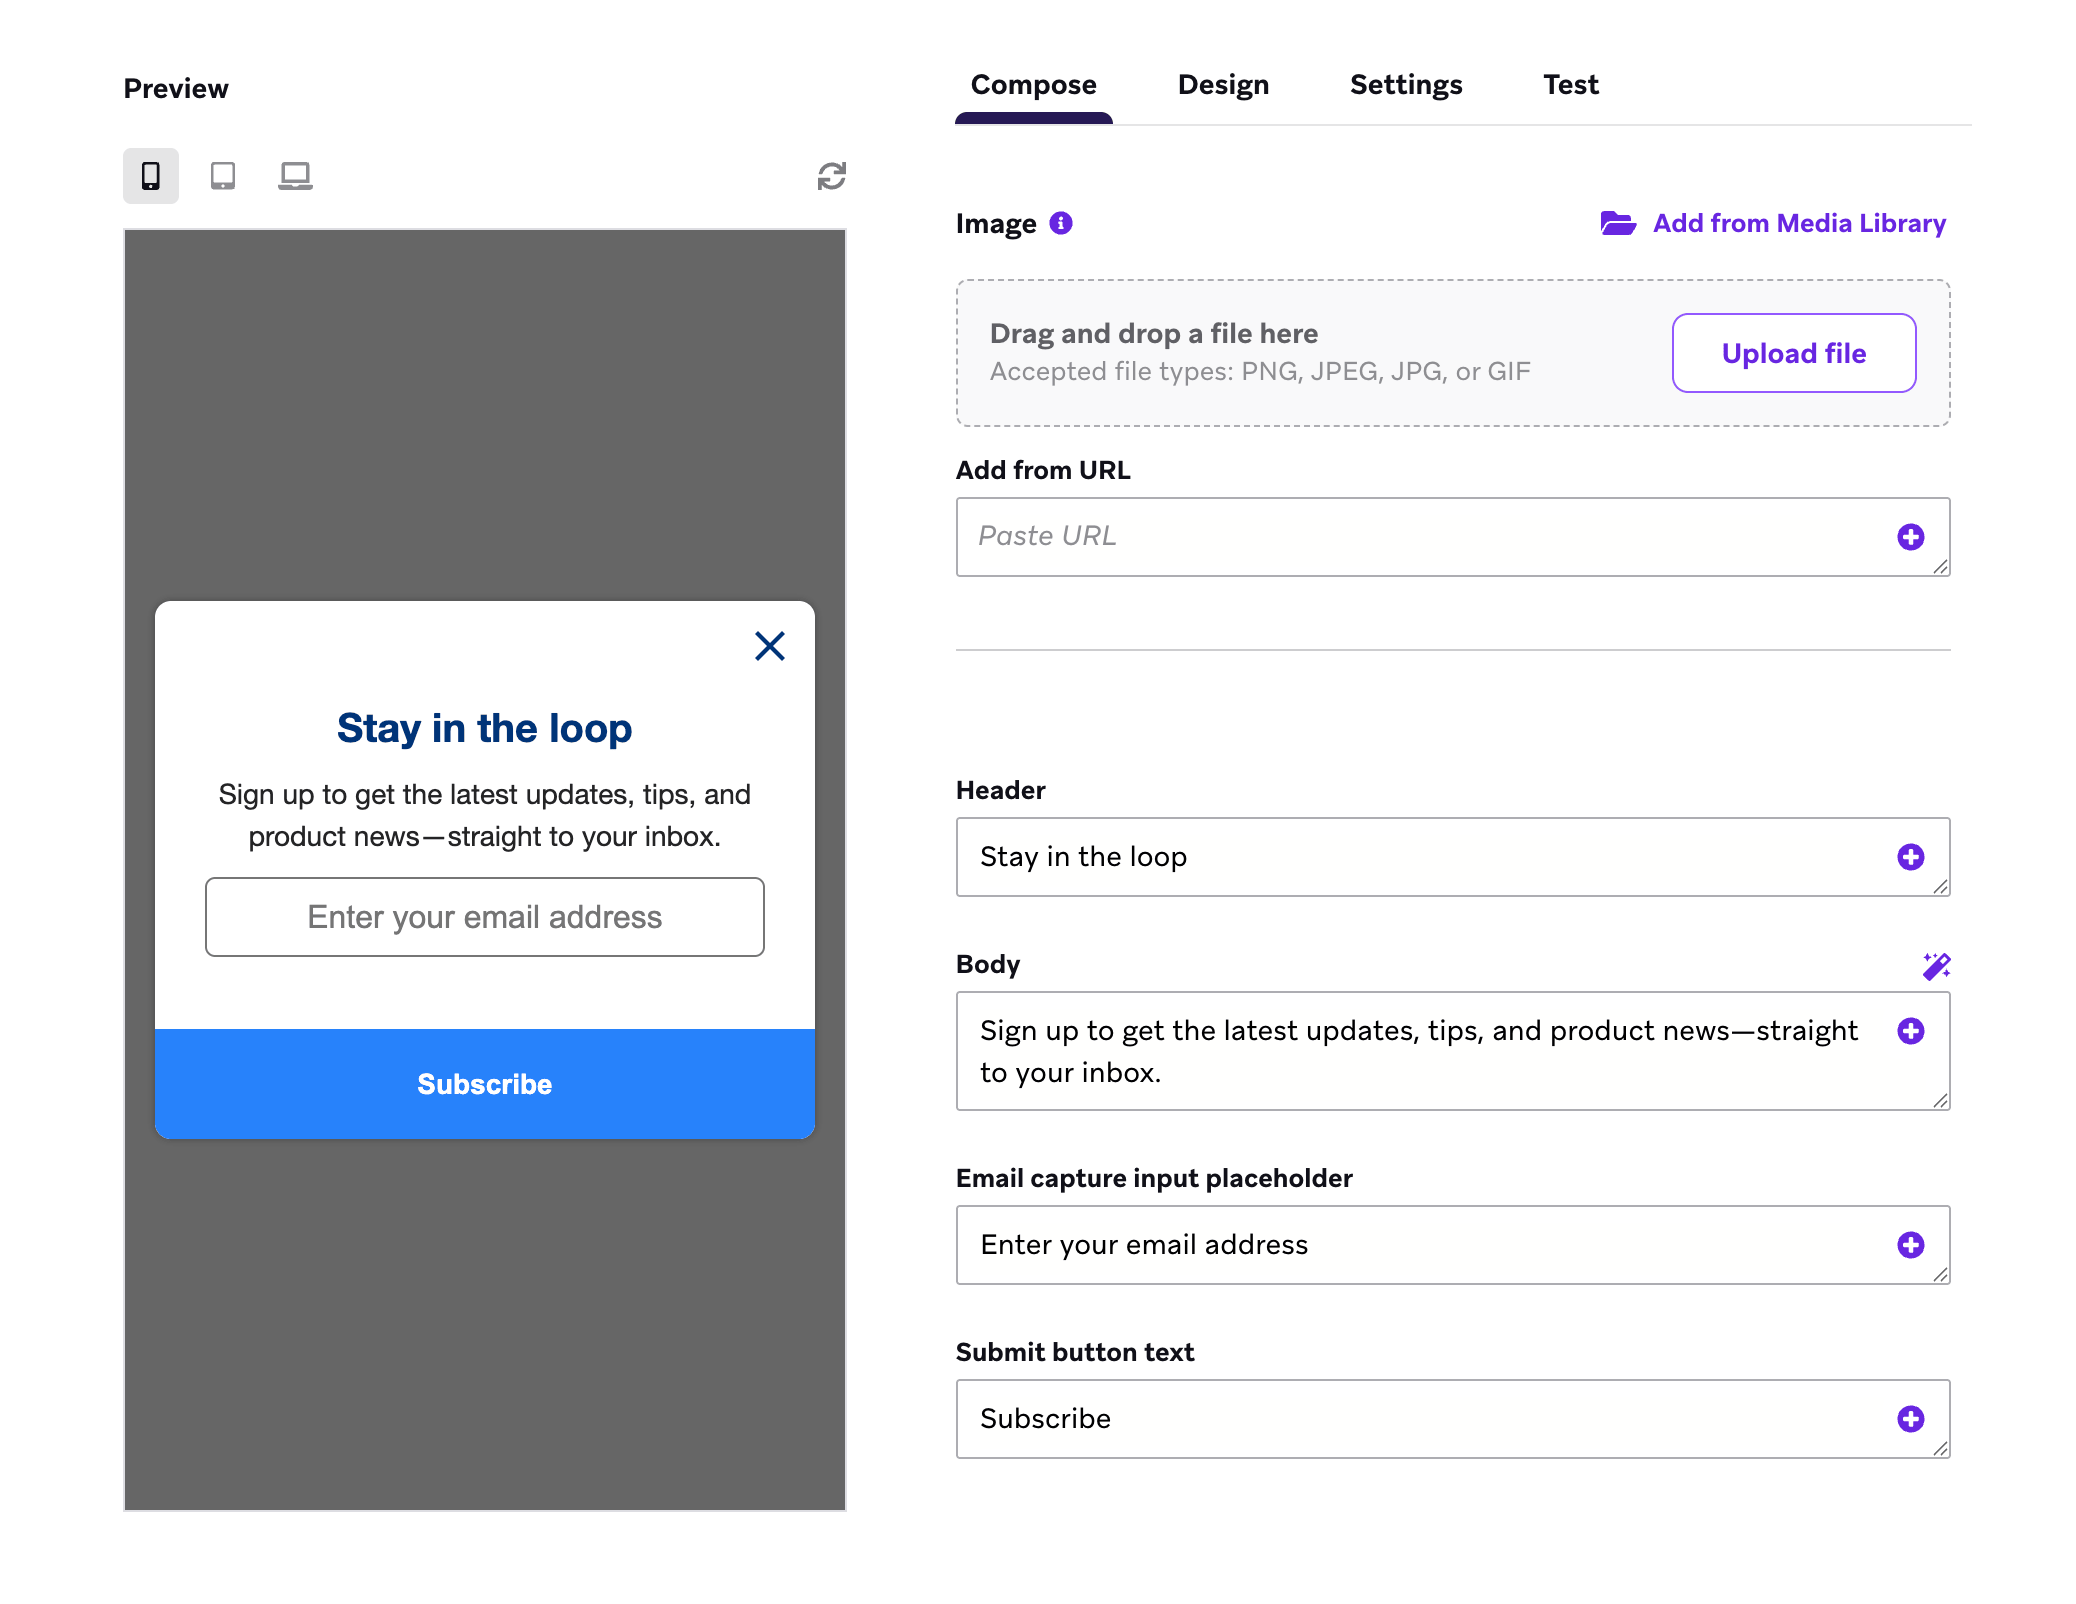 Preview
Stay in the loop
Sign up to get the latest updates, tips, and
product news—straight to your inbox.
Enter your email address
Subscribe
Compose
Design
Settings
Test
Image
Add from Media Library
Drag and drop a file here
Accepted file types: PNG, JPEG, JPG, or GIF
Upload file
Add from URL
Paste URL
Header
Stay in the loop
Body
Sign up to get the latest updates, tips, and product news—straight
to your inbox.
Email capture input placeholder
Enter your email address
Submit button text
Subscribe